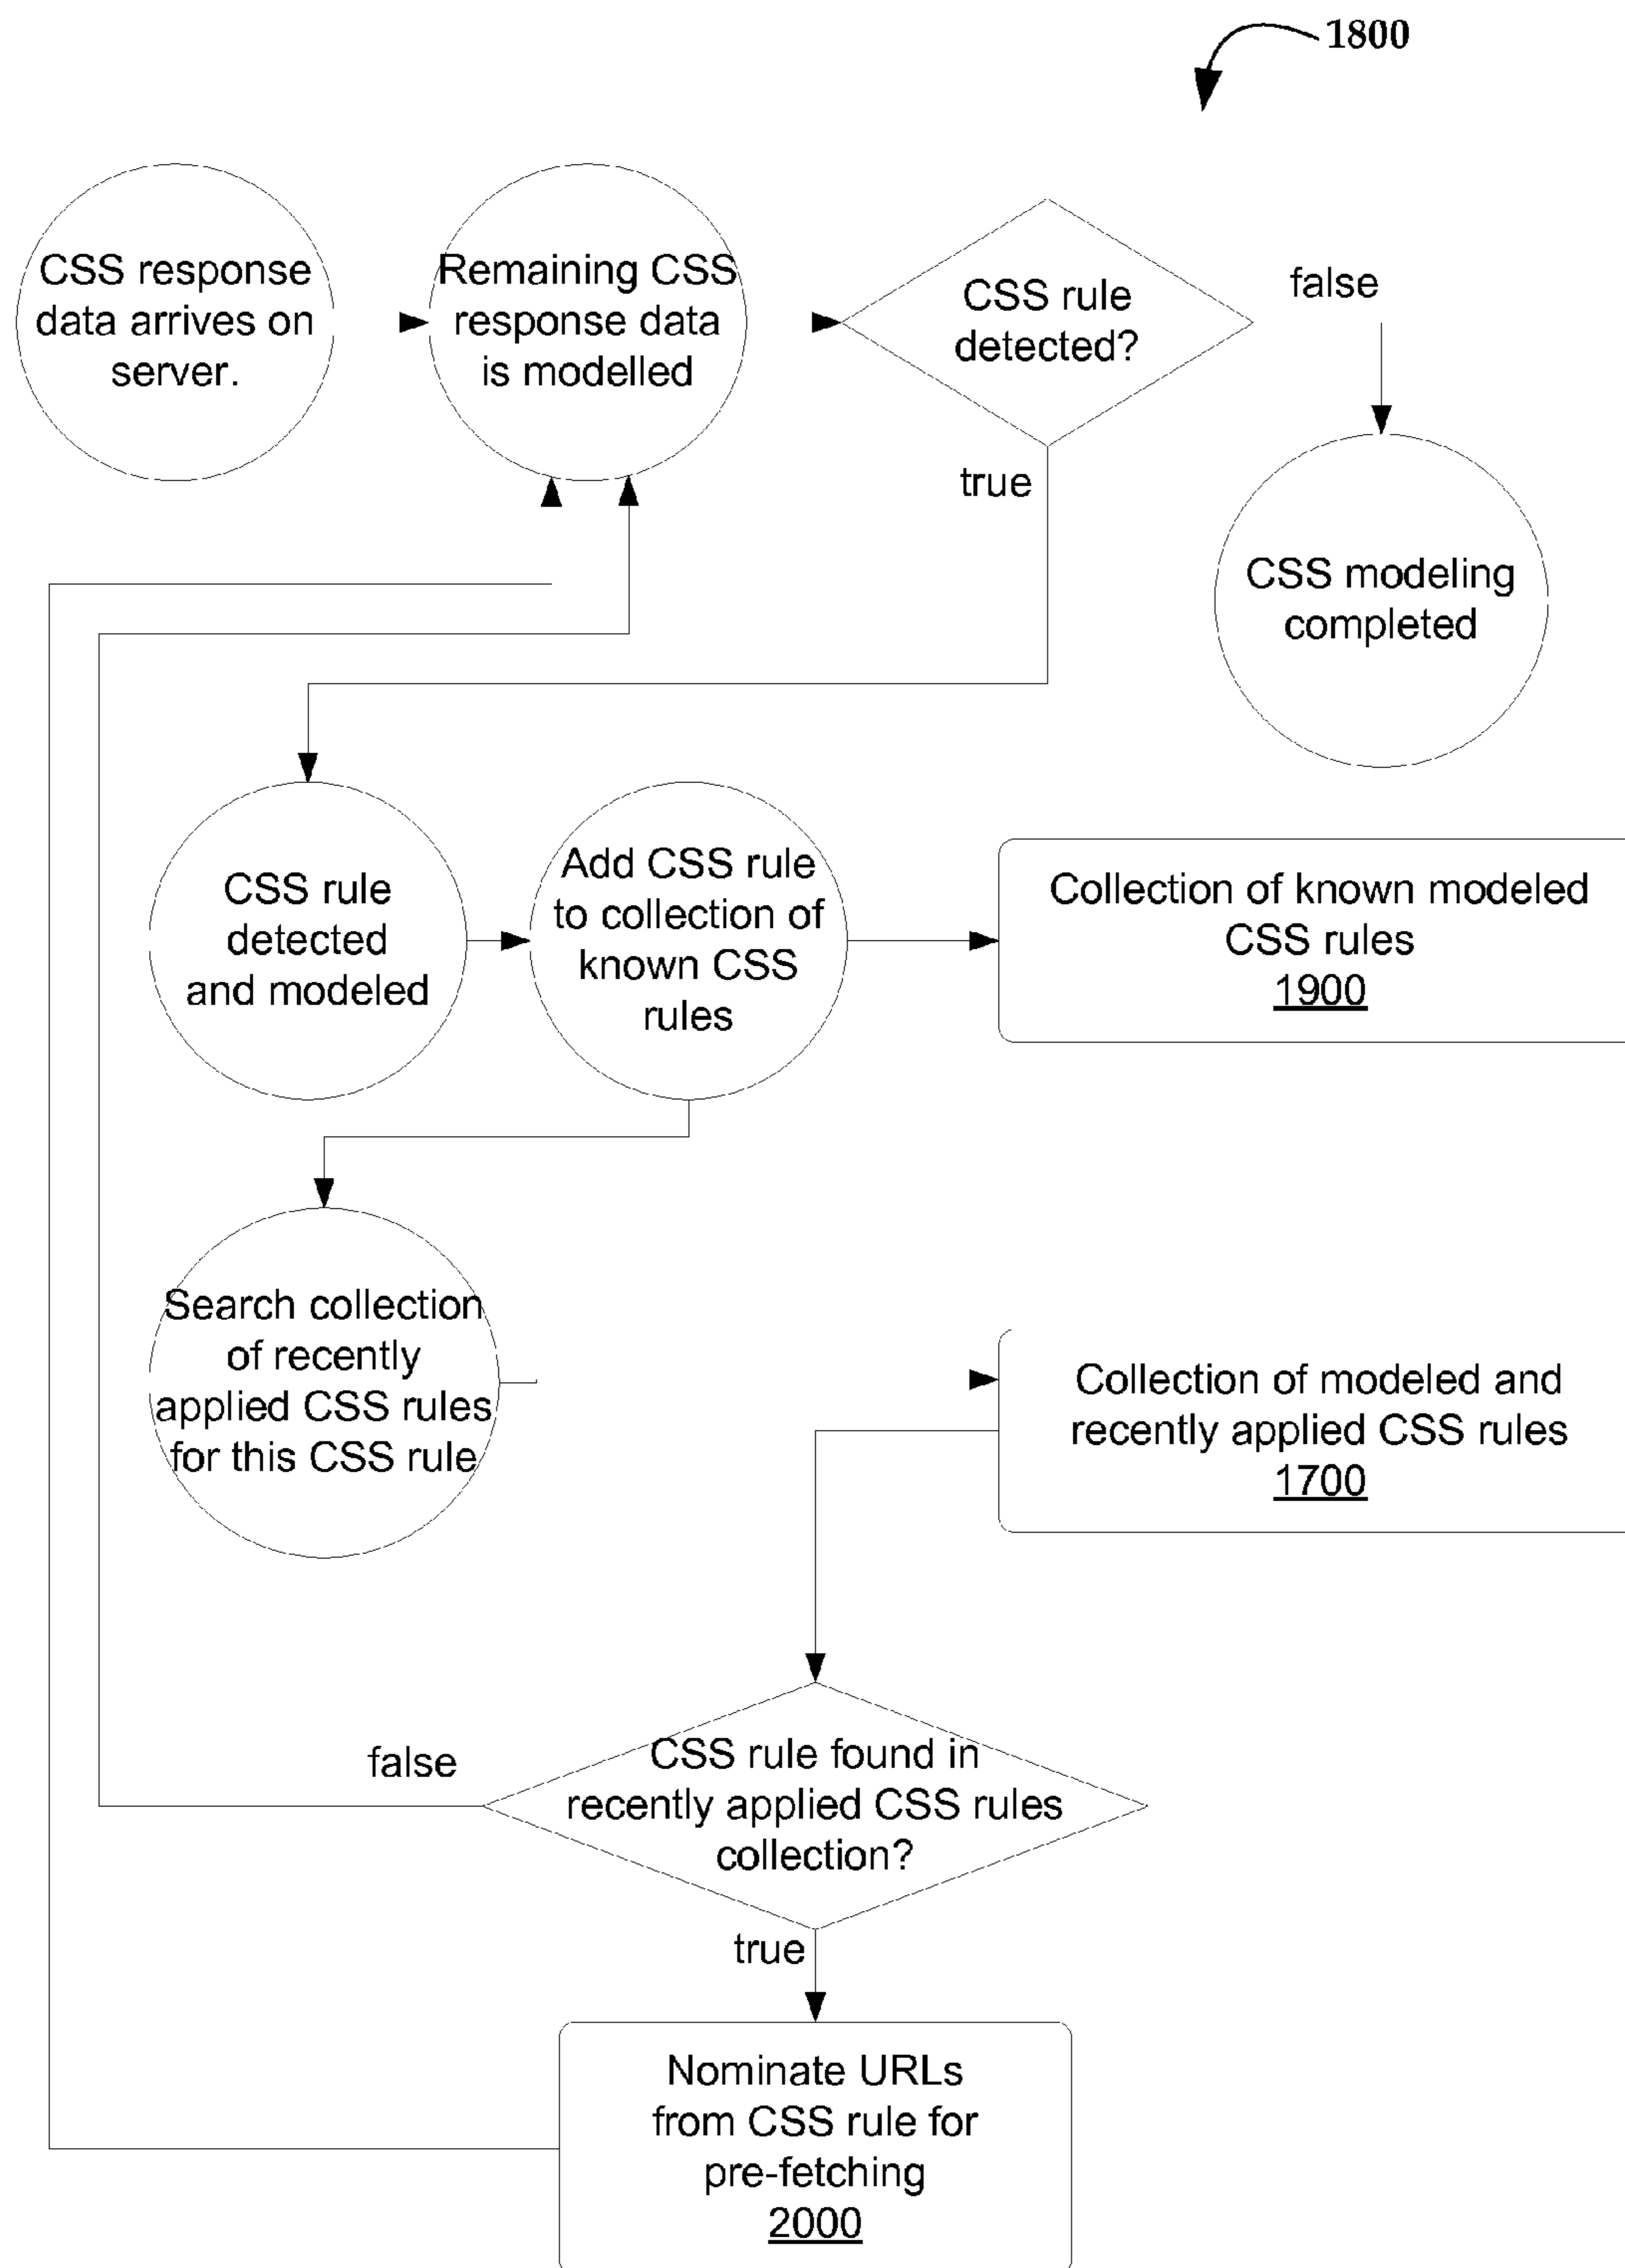 1800
CSS response
data arrives on
server.
Remaining CSS
response data
is modelled
CSS rule
detected?
false
true
CSS modeling
completed
CSS rule
detected
and modeled
Add CSS rule
to collection of
known CSS
rules
Collection of known modeled
CSS rules
1900
Search collection
of recently
applied CSS rules
for this CSS rule
Collection of modeled and
recently applied CSS rules
1700
false
CSS rule found in
recently applied CSS rules
collection?
true
Nominate URLs
from CSS rule for
pre-fetching
2000